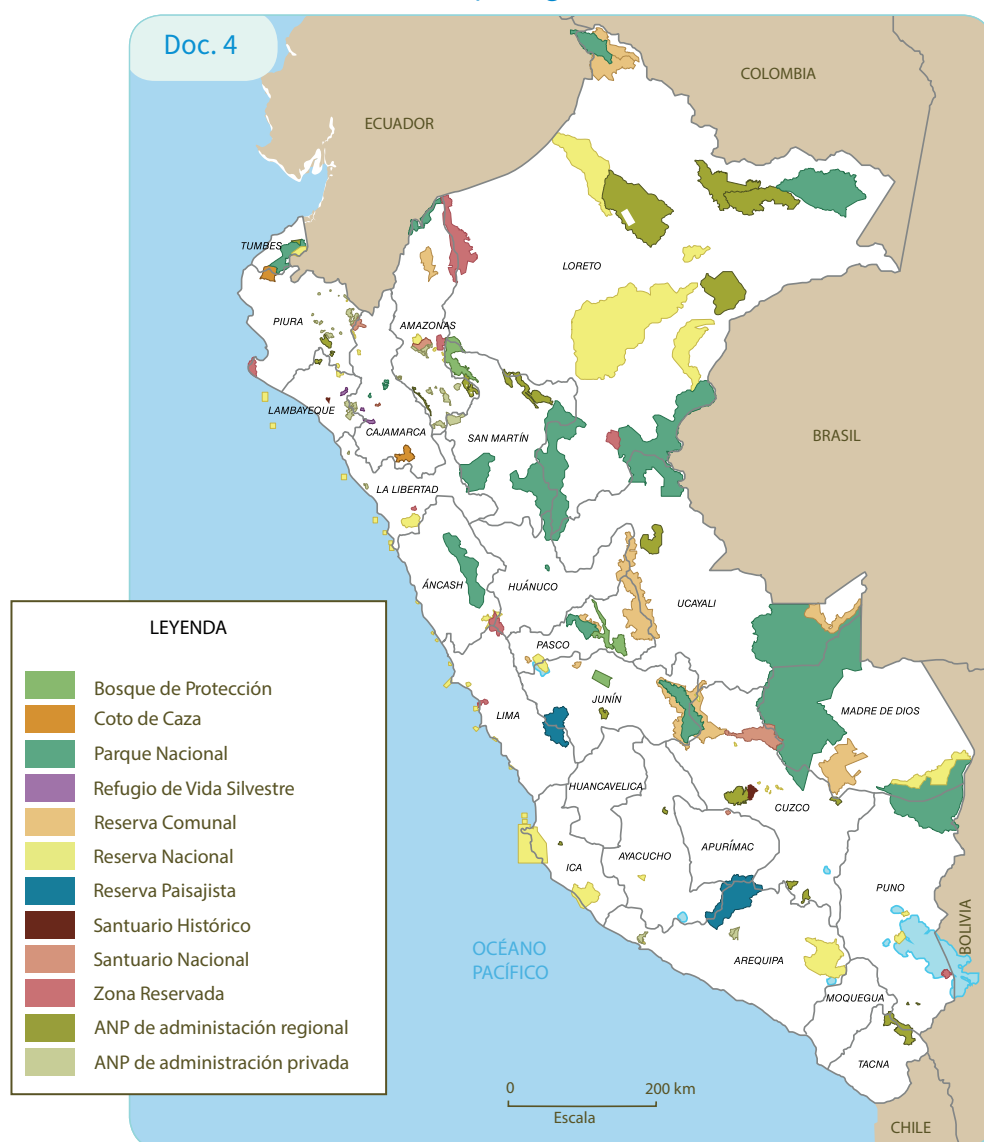 Doc. 4
COLOMBIA
ECUADOR
TUMBES
LORETO
PIURA
AMAZONAS
LAMBAYEQUE
CAJAMARCA
SAN MARTÍN
BRASIL
LA LIBERTAD
ÁNCASH
HUÁNUCO
UCAYALI
PASCO
JUNÍN
LIMA
MADRE DE DIOS
HUANCAVELICA
CUZCO
AYACUCHO
APURÍMAC
ICA
PUNO
BOLIVIA
OCÉANO
PACÍFICO
AREQUIPA
MOQUEGUA
TACNA
CHILE
LEYENDA
Bosque de Protección
Coto de Caza
Parque Nacional
Refugio de Vida Silvestre
Reserva Comunal
Reserva Nacional
Reserva Paisajista
Santuario Histórico
Santuario Nacional
Zona Reservada
ANP de administación regional
ANP de administración privada
0 200 km
Escala